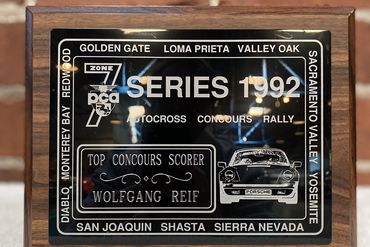 GOLDEN GATE LOMA PRIETA VALLEY OAK
DIABLO MONTEREY BAY REDWOOD
SACRAMENTO VALLEY YOSEMITE
ZONE
7
pca
SERIES 1992
AUTOCROSS CONCOURS RALLY
TOP CONCOURS SCORER
WOLFGANG REIF
PORSCHE
SAN JOAQUIN SHASTA SIERRA NEVADA